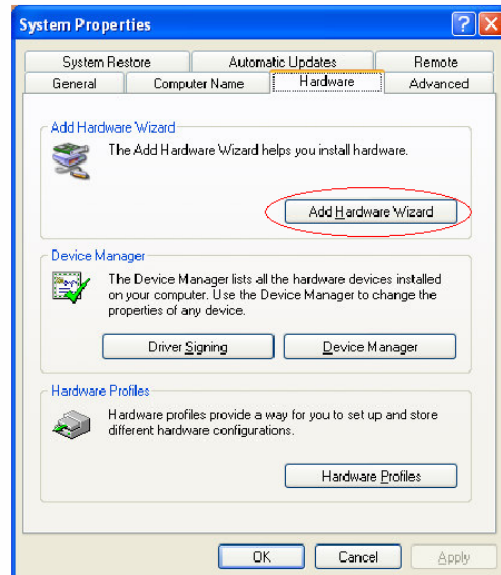 System Properties
System Restore Automatic Updates Remote
General Computer Name Hardware Advanced
Add Hardware Wizard
The Add Hardware Wizard helps you install hardware.
Add Hardware Wizard
Device Manager
The Device Manager lists all the hardware devices installed
on your computer. Use the Device Manager to change the
properties of any device.
Driver Signing Device Manager
Hardware Profiles
Hardware profiles provide a way for you to set up and store
different hardware configurations.
Hardware Profiles
OK Cancel Apply